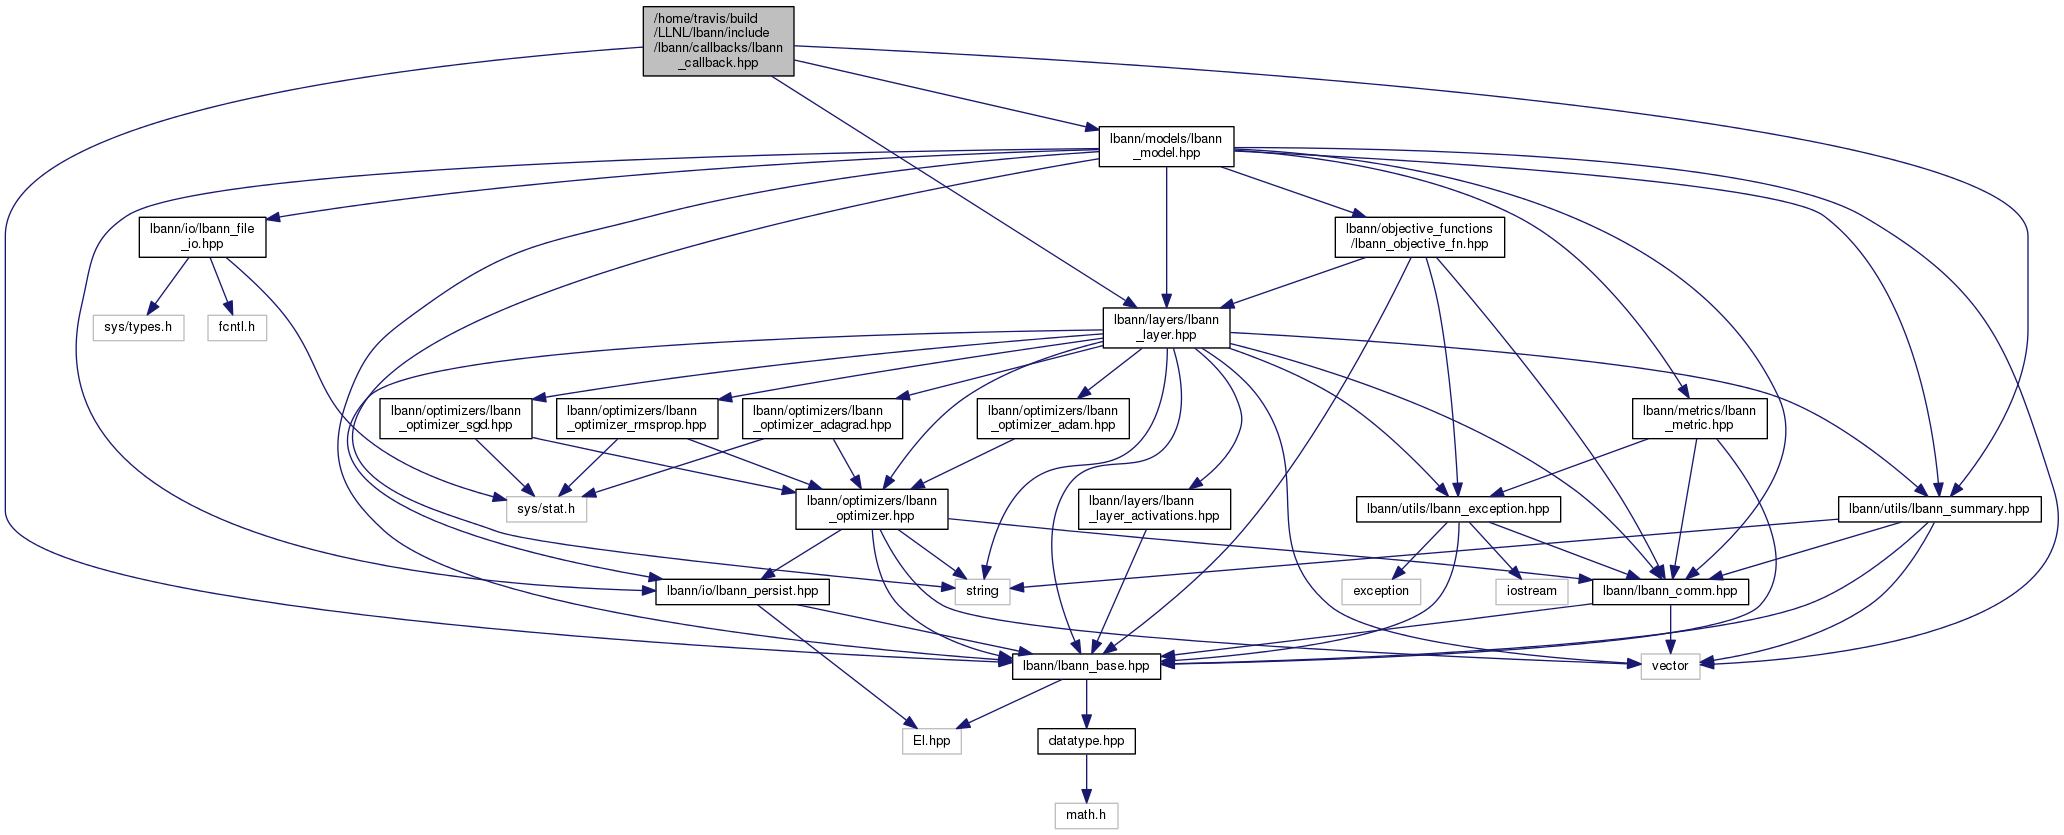 /home/travis/build
/LLNL/lbann/include
/lbann/callbacks/lbann
_callback.hpp
lbann/models/lbann
_model.hpp
lbann/io/lbann_file
_io.hpp
lbann/objective_functions
/lbann_objective_fn.hpp
sys/types.h
fcntl.h
lbann/layers/lbann
_layer.hpp
lbann/optimizers/lbann
_optimizer_sgd.hpp
lbann/optimizers/lbann
_optimizer_rmsprop.hpp
lbann/optimizers/lbann
_optimizer_adagrad.hpp
lbann/optimizers/lbann
_optimizer_adam.hpp
lbann/metrics/lbann
_metric.hpp
sys/stat.h
lbann/optimizers/lbann
_optimizer.hpp
lbann/layers/lbann
_layer_activations.hpp
lbann/utils/lbann_exception.hpp
lbann/utils/lbann_summary.hpp
lbann/io/lbann_persist.hpp
string
exception
iostream
lbann/lbann_comm.hpp
lbann/lbann_base.hpp
vector
El.hpp
datatype.hpp
math.h